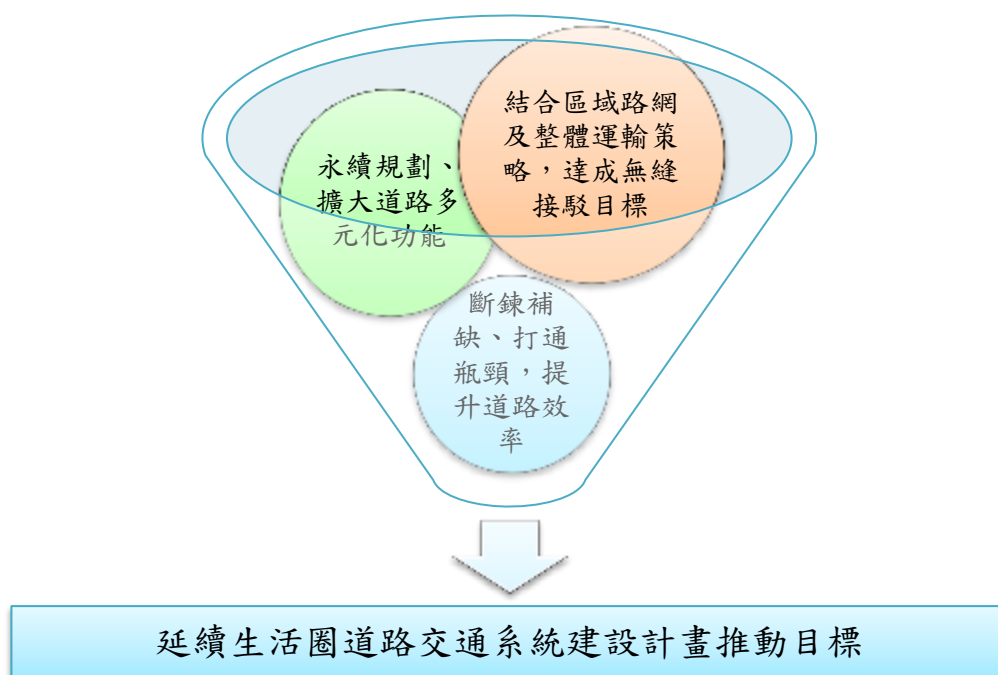 結合區域路網
及整體運輸策
略，達成無縫
接駁目標
永續規劃、
擴大道路多
元化功能
斷鍊補
缺、打通
瓶頸，提
升道路效
率
延續生活圈道路交通系統建設計畫推動目標